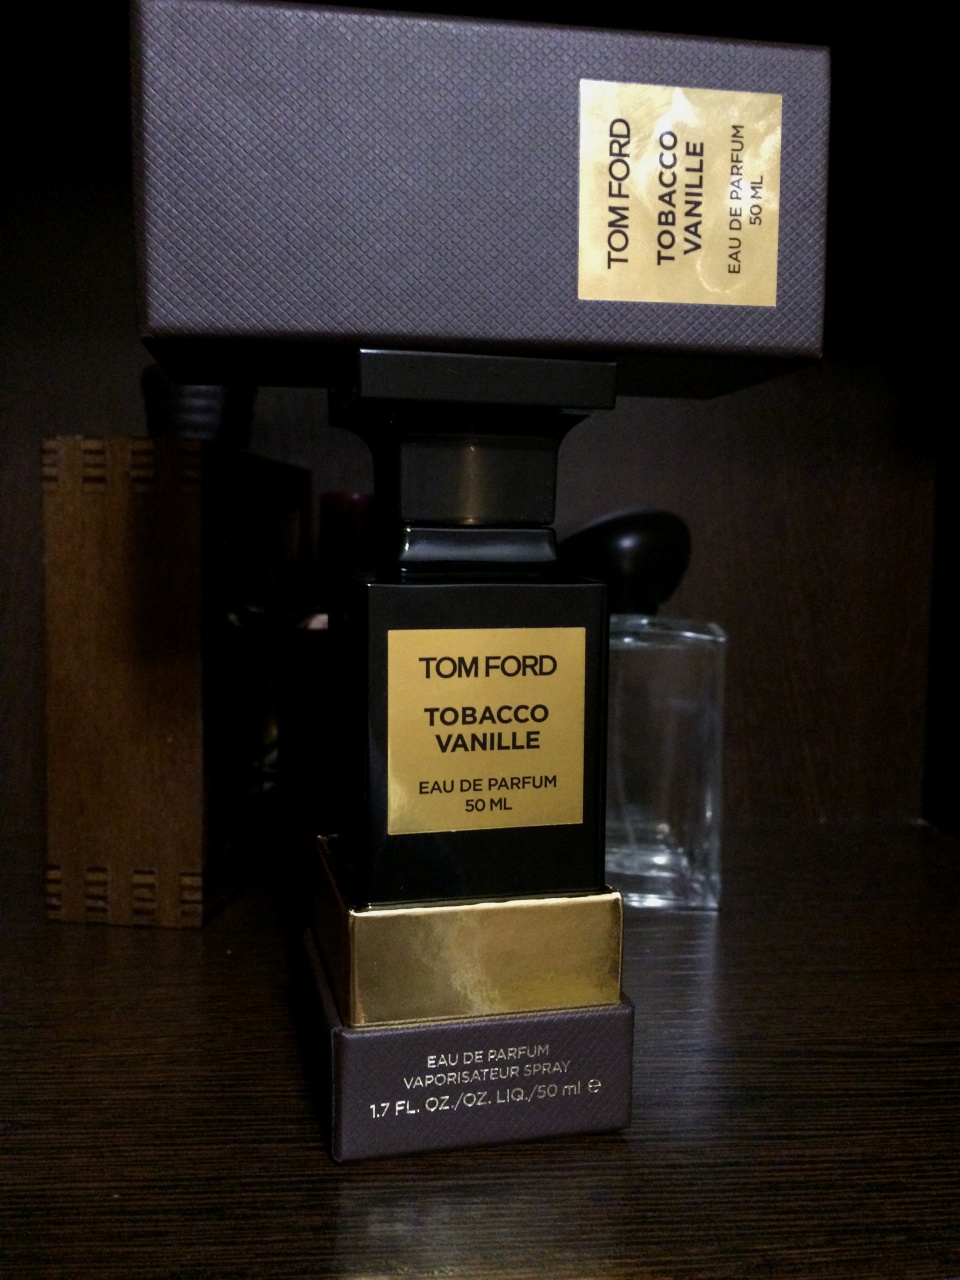 TOM FORD
TOBACCO
VANILLE
EAU DE PARFUM
50 ML
TOM FORD
TOBACCO
VANILLE
EAU DE PARFUM
50 ML
EAU DE PARFUM
VAPORISATEUR SPRAY
1.7 FL. OZ./OZ. LIQ./50 ml ℮